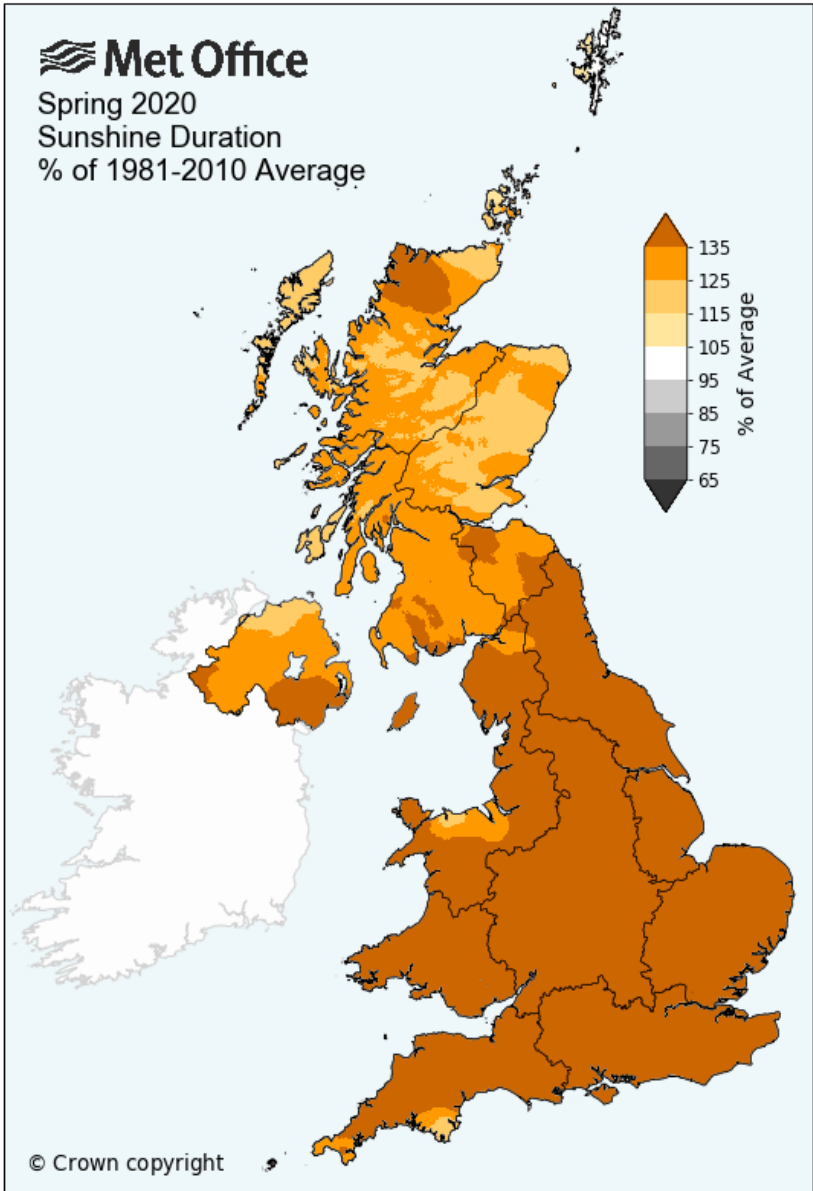 Met Office
Spring 2020
Sunshine Duration
% of 1981-2010 Average
135
125
115
105
95
85
75
65
% of Average
© Crown copyright